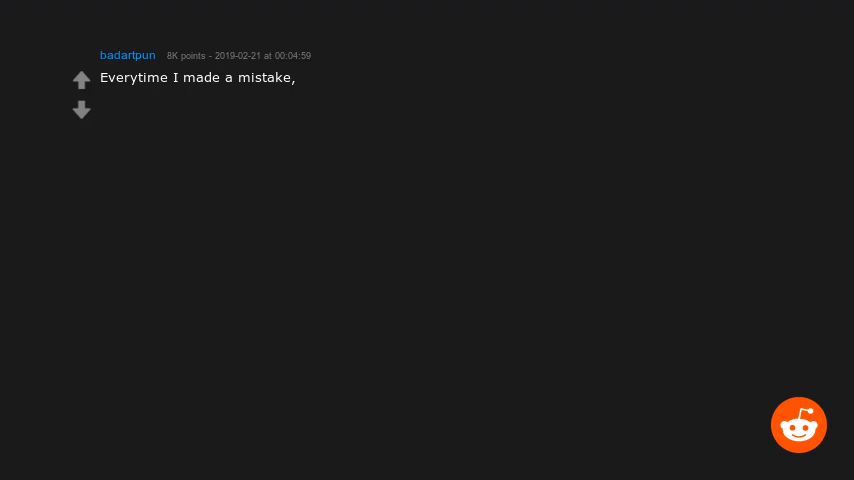 badartpun 8K points - 2019-02-21 at 00:04:59
Everytime I made a mistake,